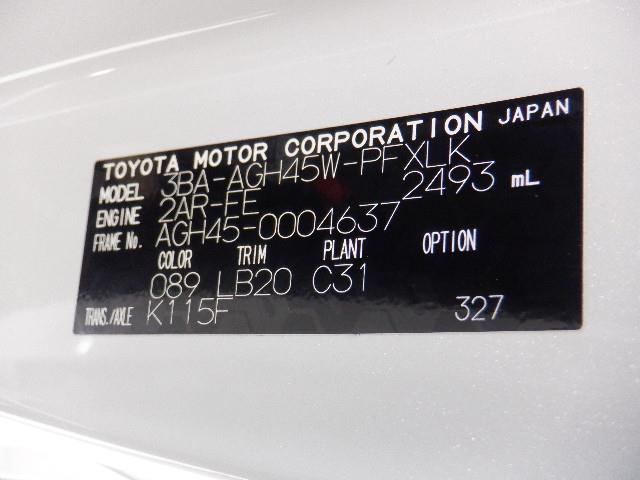 TOYOTA MOTOR CORPORATION JAPAN
MODEL 3BA-AGH45W-PFXLK
ENGINE 2AR-FE 2493 mL
FRAME No. AGH45-0004637
COLOR TRIM PLANT OPTION
089 LB20 C31
TRANS./AXLE K115F 327